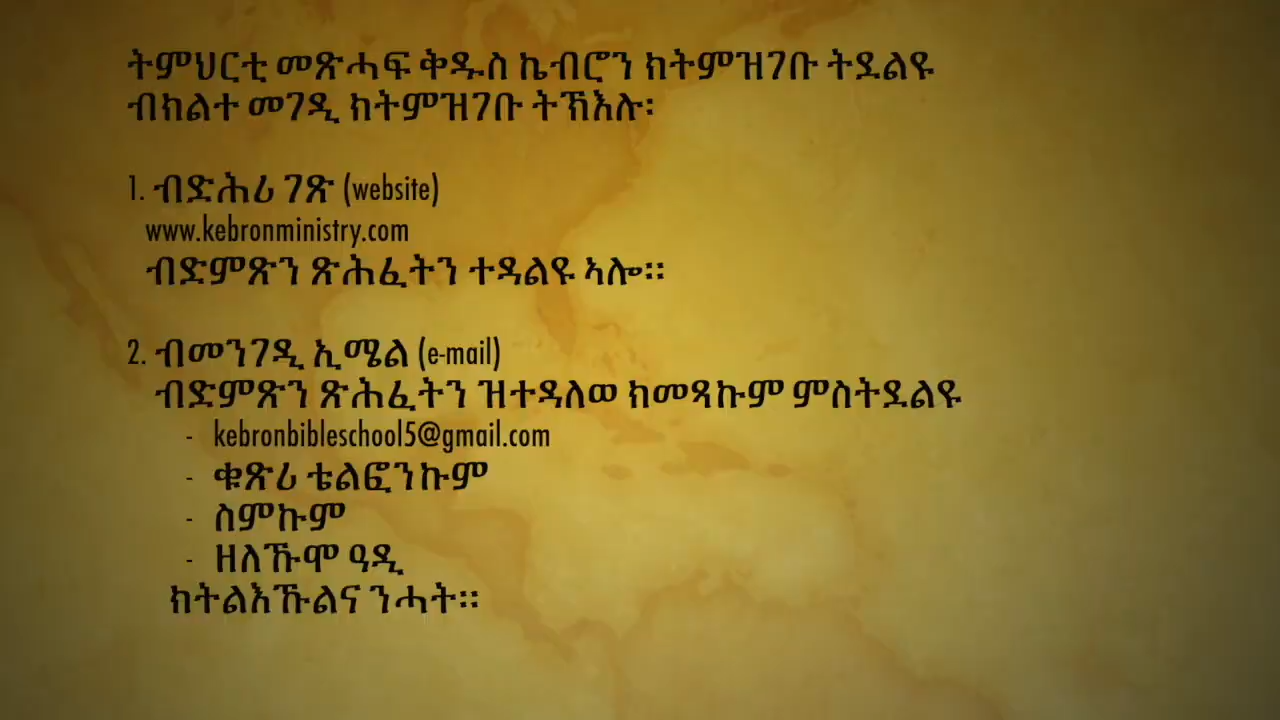 ትምህርቲ መጽሓፍ ቅዱስ ኬብሮን ክትምዝገቡ ትደልዩ
ብክልተ መገዲ ክትምዝገቡ ትኽእሉ፡
1. ብድሕሪ ገጽ (website)
www.kebronministry.com
ብድምጽን ጽሕፈትን ተዳልዩ ኣሎ፡፡
2. ብመንገዲ ኢሜል (e-mail)
ብድምጽን ጽሕፈትን ዝተዳለወ ክመጻኩም ምስትደልዩ
- kebronbibleschool5@gmail.com
- ቁጽሪ ቴልፎንኩም
- ስምኩም
- ዘለኹሞ ዓዲ
ክትልእኹልና ንሓት፡፡